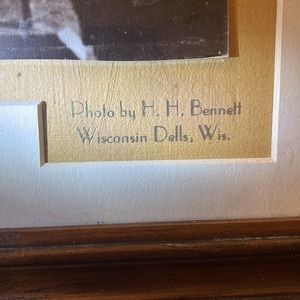 Photo by H. H. Bennett
Wisconsin Dells, Wis.